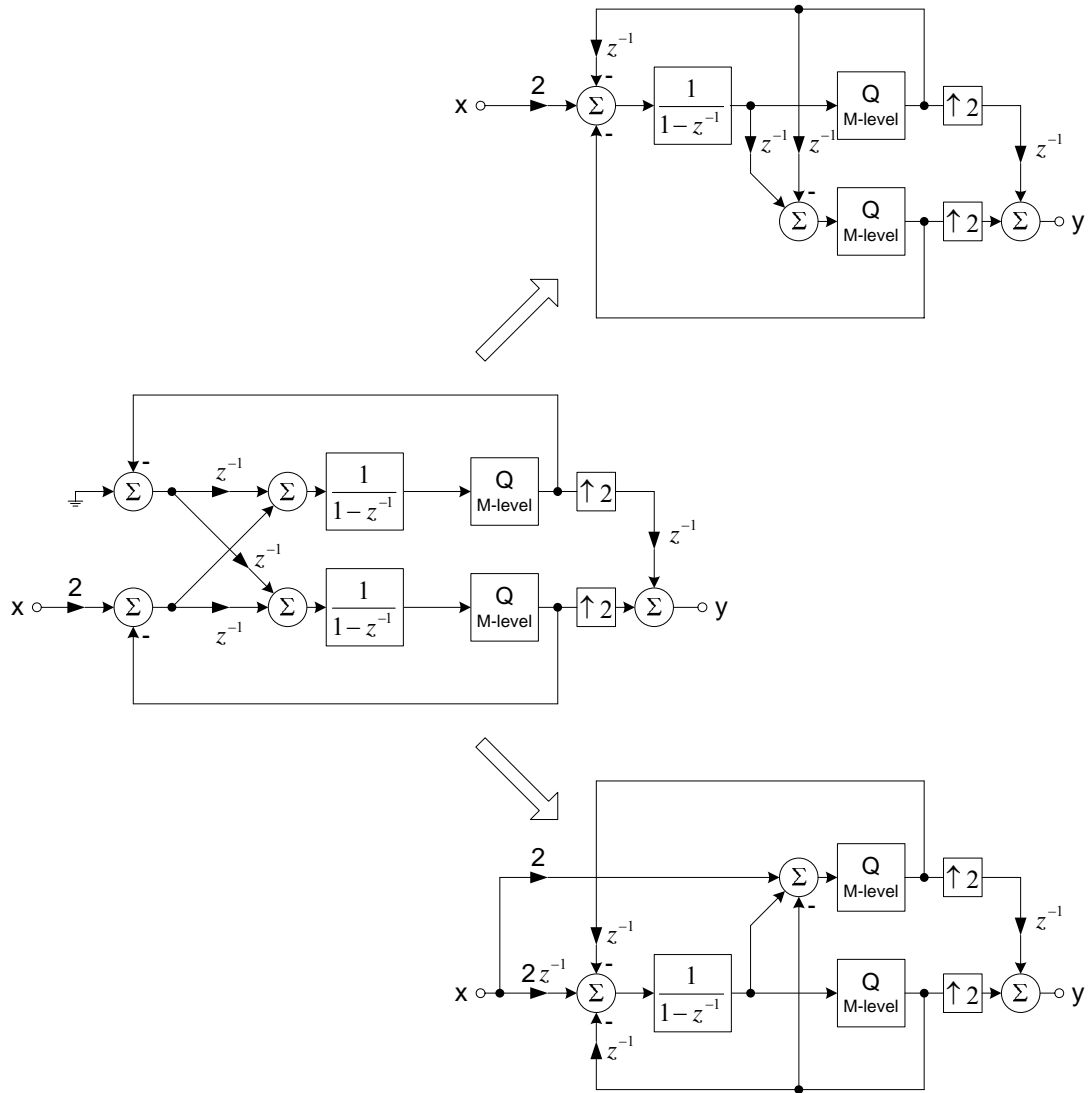 z⁻¹
2
x
Σ
-
-
1
1 − z⁻¹
z⁻¹
z⁻¹
Q
M-level
↑2
z⁻¹
-
Σ
Q
M-level
↑2
Σ
y
-
Σ
z⁻¹
Σ
1
1 − z⁻¹
Q
M-level
↑2
z⁻¹
z⁻¹
x
2
Σ
-
z⁻¹
Σ
1
1 − z⁻¹
Q
M-level
↑2
Σ
y
2
Σ
-
Q
M-level
↑2
z⁻¹
z⁻¹
x
2 z⁻¹
-
Σ
-
1
1 − z⁻¹
Q
M-level
↑2
Σ
y
z⁻¹